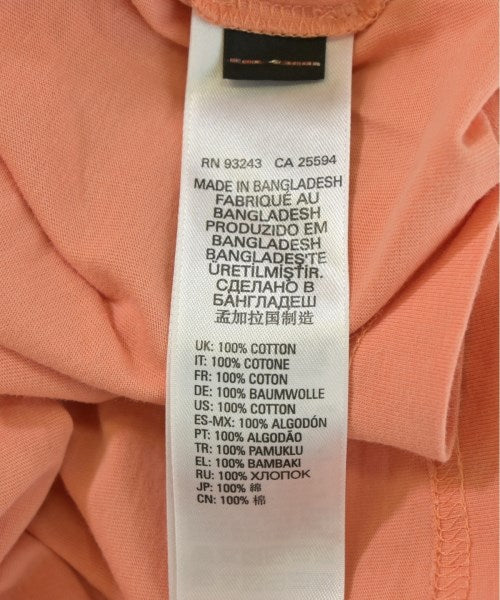 RN 93243 CA 25594
MADE IN BANGLADESH
FABRIQUÉ AU
BANGLADESH
PRODUZIDO EM
BANGLADESH
BANGLADEŞ'TE
ÜRETİLMİŞTİR.
СДЕЛАНО В
БАНГЛАДЕШ
孟加拉国制造
UK: 100% COTTON
IT: 100% COTONE
FR: 100% COTON
DE: 100% BAUMWOLLE
US: 100% COTTON
ES-MX: 100% ALGODÓN
PT: 100% ALGODÃO
TR: 100% PAMUKLU
EL: 100% BAMBAKI
RU: 100% ХЛОПОК
JP: 100% 綿
CN: 100% 棉